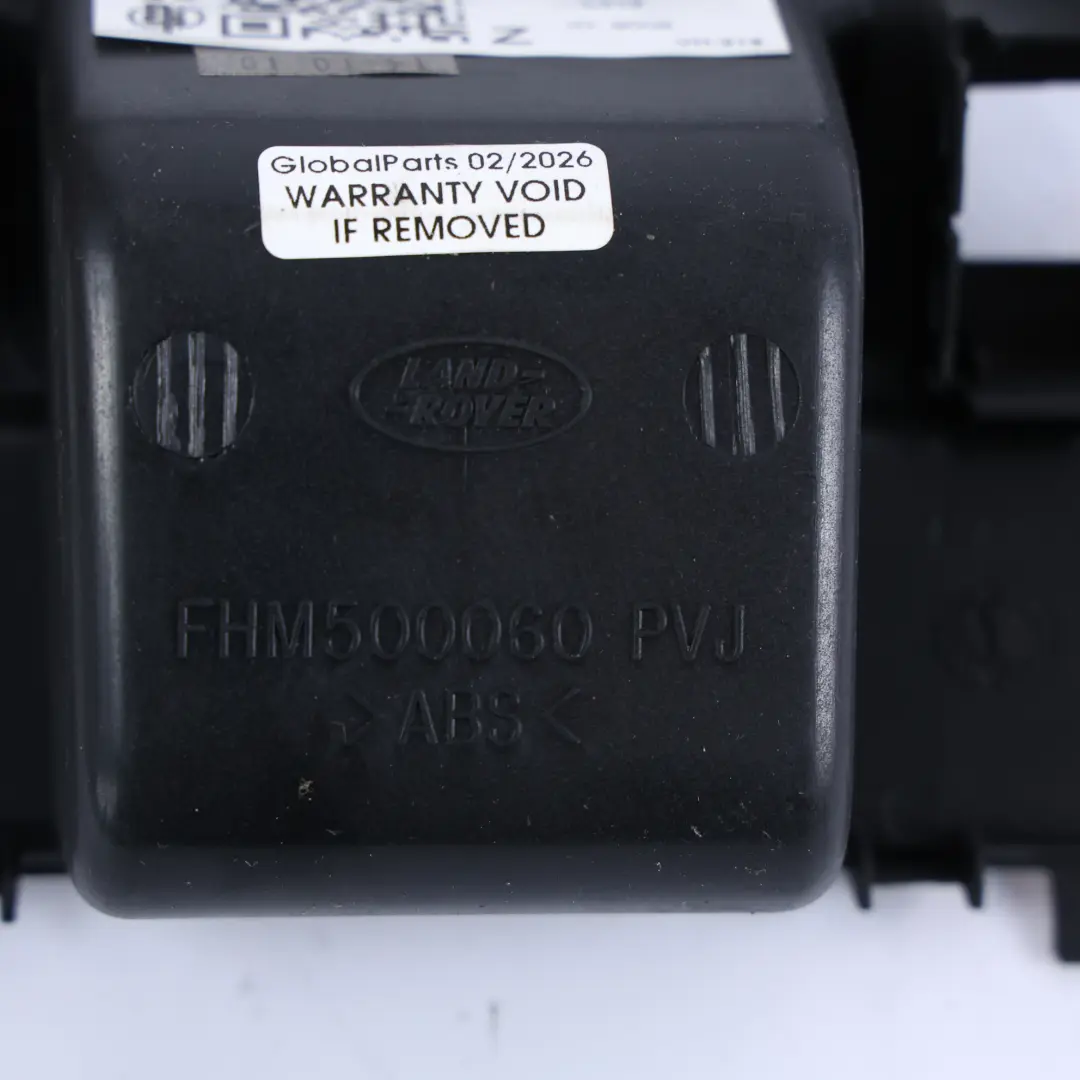 GlobalParts 02/2026
WARRANTY VOID
IF REMOVED
LAND-
-ROVER
FHM500060 PVJ
>ABS<